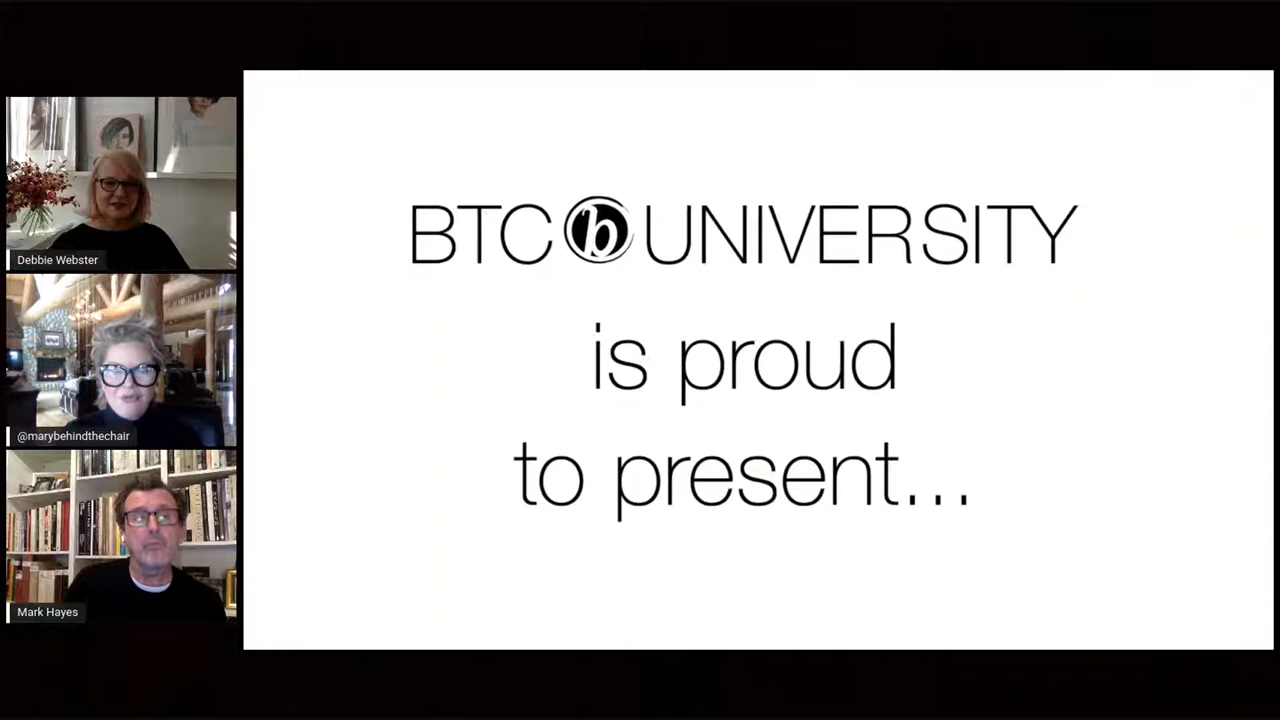 Debbie Webster
@marybehindthechair
Mark Hayes
BTC b UNIVERSITY
is proud
to present...